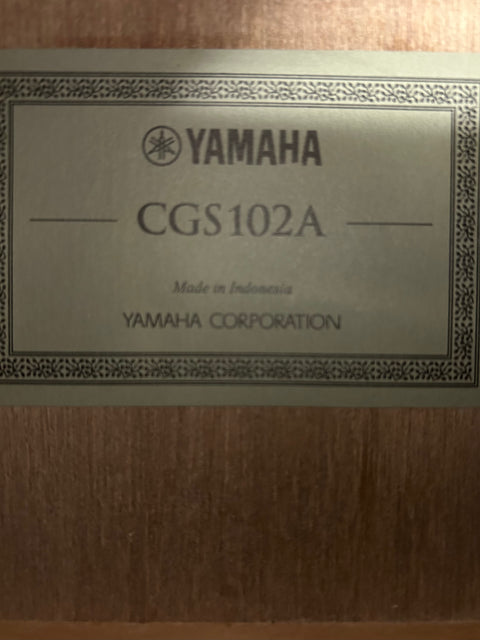 YAMAHA
CGS102A
Made in Indonesia
YAMAHA CORPORATION